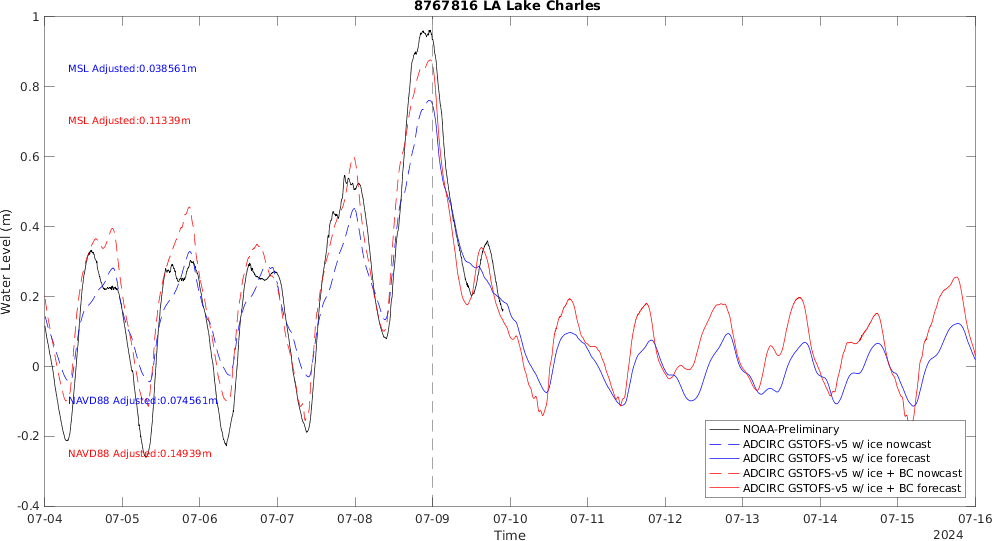 8767816 LA Lake Charles
1
0.8
0.6
0.4
0.2
0
-0.2
-0.4
Water Level (m)
MSL Adjusted:0.038561m
MSL Adjusted:0.11339m
NAVD88 Adjusted:0.074561m
NAVD88 Adjusted:0.14939m
NOAA-Preliminary
ADCIRC GSTOFS-v5 w/ ice nowcast
ADCIRC GSTOFS-v5 w/ ice forecast
ADCIRC GSTOFS-v5 w/ ice + BC nowcast
ADCIRC GSTOFS-v5 w/ ice + BC forecast
07-04 07-05 07-06 07-07 07-08 07-09 07-10 07-11 07-12 07-13 07-14 07-15 07-16
Time
2024